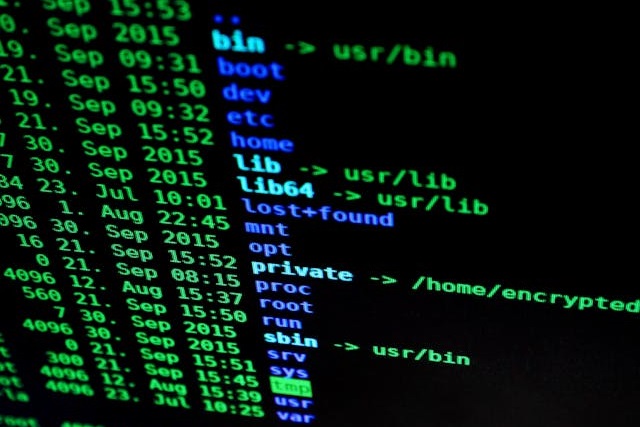 . Sep 15:53 ..
0. Sep 2015 bin -> usr/bin
19. Sep 09:31 boot
21. Sep 15:50 dev
19. Sep 09:32 etc
21. Sep 15:52 home
7 30. Sep 2015 lib -> usr/lib
7 30. Sep 2015 lib64 -> usr/lib
84 23. Jul 10:01 lost+found
096 1. Aug 22:45 mnt
096 30. Sep 2015 opt
16 21. Sep 15:52 private -> /home/encrypted
0 21. Sep 08:15 proc
4096 12. Aug 15:37 root
560 21. Sep 15:50 run
7 30. Sep 2015 sbin -> usr/bin
4096 30. Sep 2015 srv
0 21. Sep 15:51 sys
300 21. Sep 15:45 tmp
4096 12. Aug 15:39 usr
4096 23. Jul 10:25 var